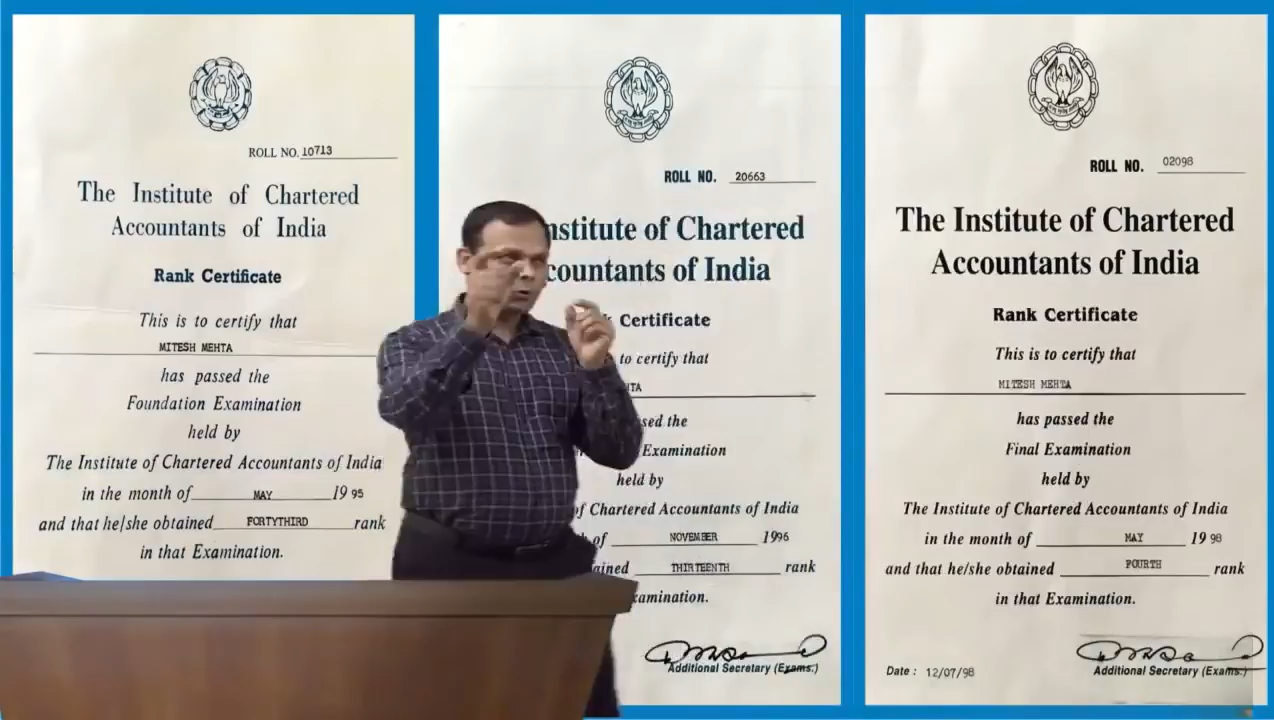 ROLL NO. 10713
The Institute of Chartered
Accountants of India
Rank Certificate
This is to certify that
MITESH MEHTA
has passed the
Foundation Examination
held by
The Institute of Chartered Accountants of India
in the month of MAY 19 95
and that he/she obtained FORTYTHIRD rank
in that Examination.
ROLL NO. 20663
nstitute of Chartered
countants of India
Certificate
to certify that
HTA
sed the
Examination
held by
of Chartered Accountants of India
of NOVEMBER 1996
ained THIRTEENTH rank
xamination.
Additional Secretary (Exams.)
ROLL NO. 02098
The Institute of Chartered
Accountants of India
Rank Certificate
This is to certify that
MITESH MEHTA
has passed the
Final Examination
held by
The Institute of Chartered Accountants of India
in the month of MAY 19 98
and that he/she obtained FOURTH rank
in that Examination.
Date : 12/07/98
Additional Secretary (Exams.)